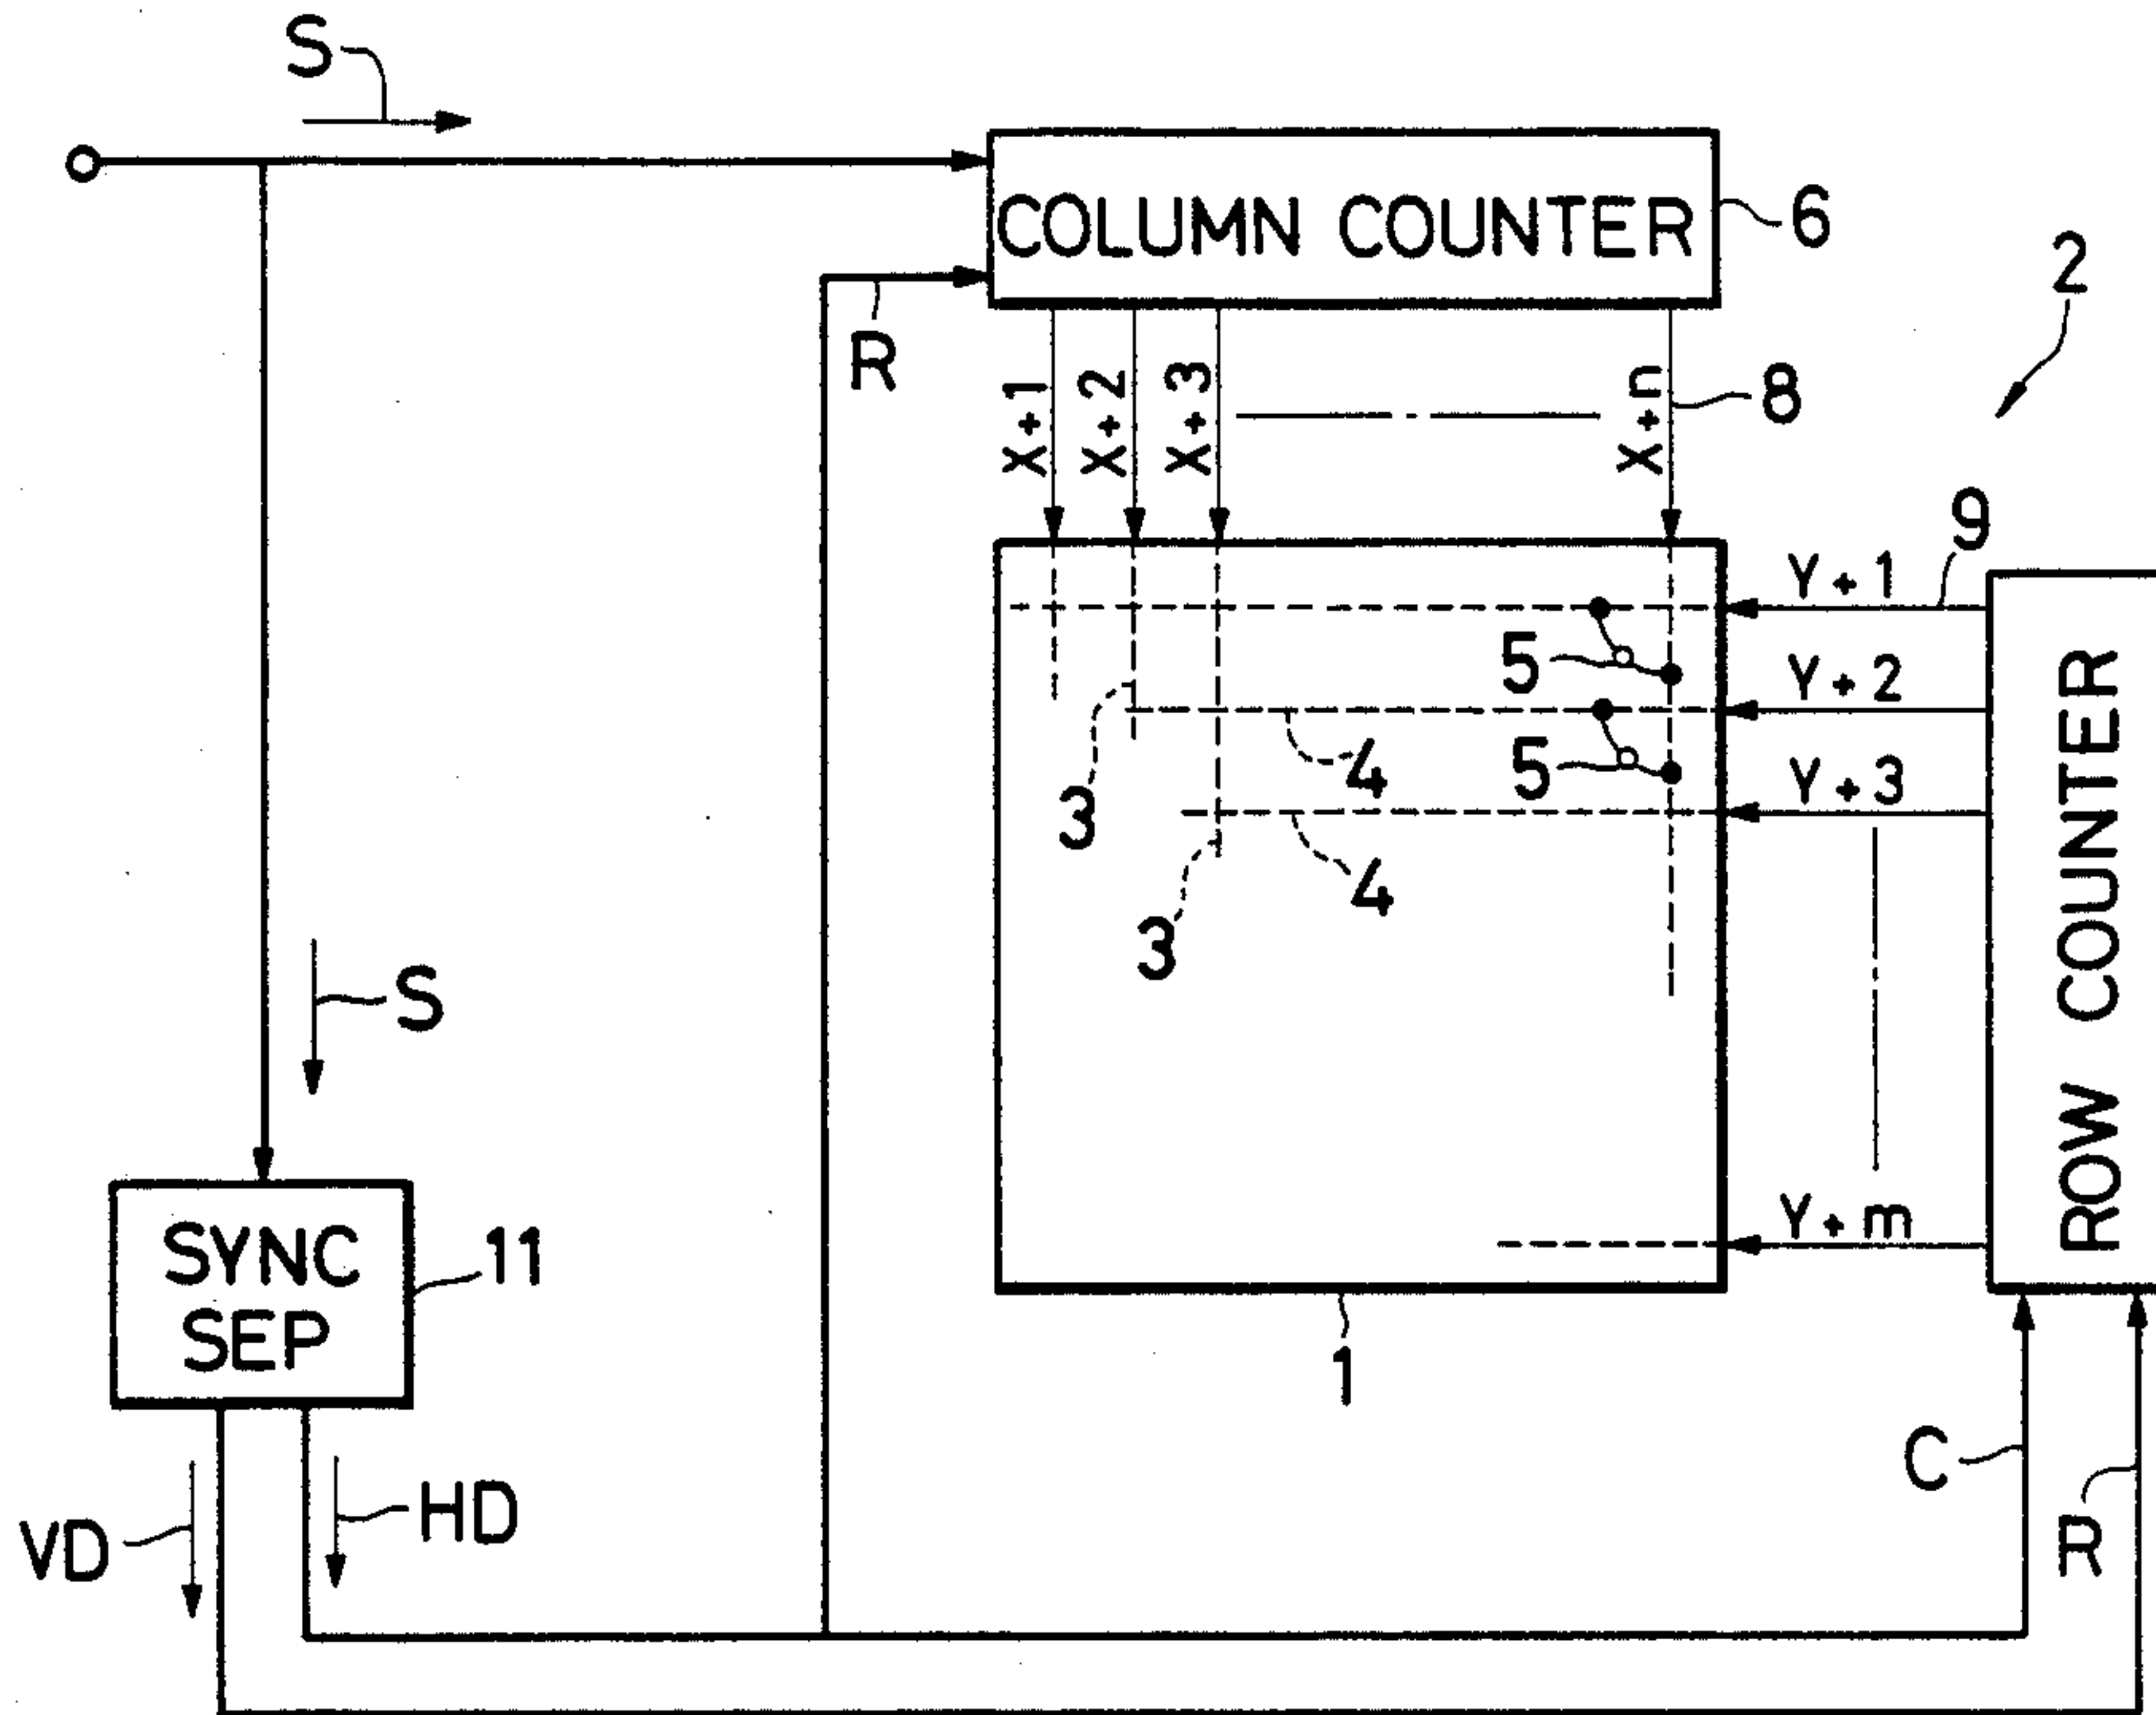 S
COLUMN COUNTER
6
2
R
X+1
X+2
X+3
X+n
8
9
Y+1
5
Y+2
4
5
Y+3
3
4
3
ROW COUNTER
S
Y+m
SYNC
SEP
11
1
C
HD
VD
R